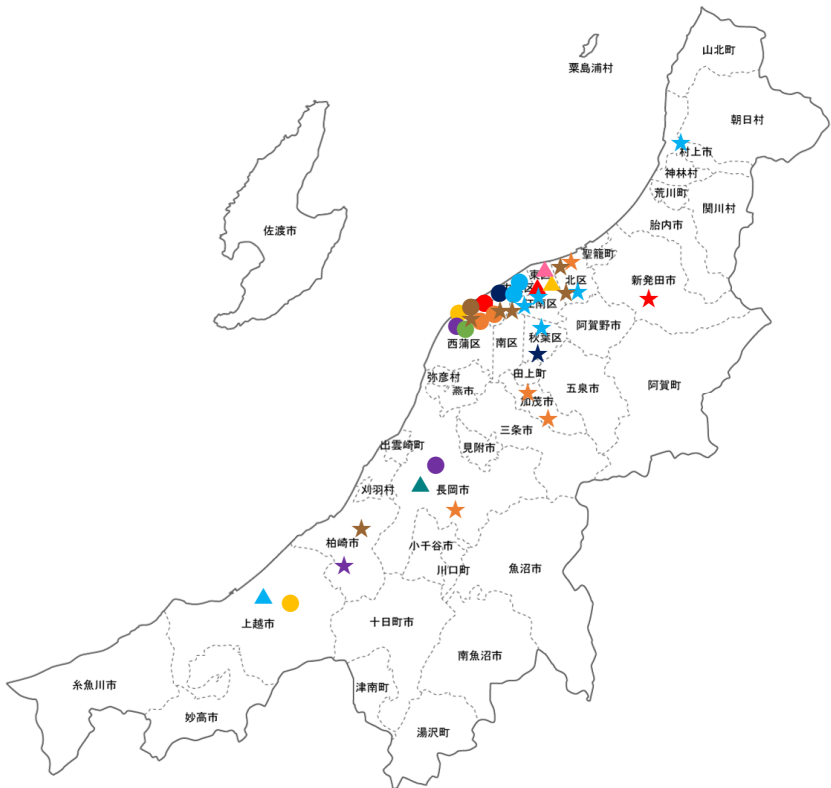 山北町
粟島浦村
朝日村
村上市
神林村
荒川町
関川村
胎内市
佐渡市
聖籠町
北区
新発田市
江南区
阿賀野市
秋葉区
西蒲区
南区
田上町
弥彦村
燕市
五泉市
阿賀町
加茂市
三条市
出雲崎町
見附市
刈羽村
長岡市
柏崎市
小千谷市
川口町
魚沼市
上越市
十日町市
南魚沼市
糸魚川市
津南町
妙高市
湯沢町